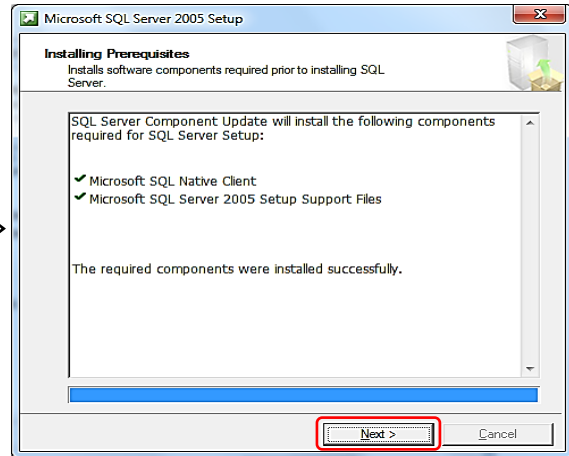 Microsoft SQL Server 2005 Setup
x
Installing Prerequisites
Installs software components required prior to installing SQL
Server.
SQL Server Component Update will install the following components
required for SQL Server Setup:
✔ Microsoft SQL Native Client
✔ Microsoft SQL Server 2005 Setup Support Files
The required components were installed successfully.
Next >
Cancel